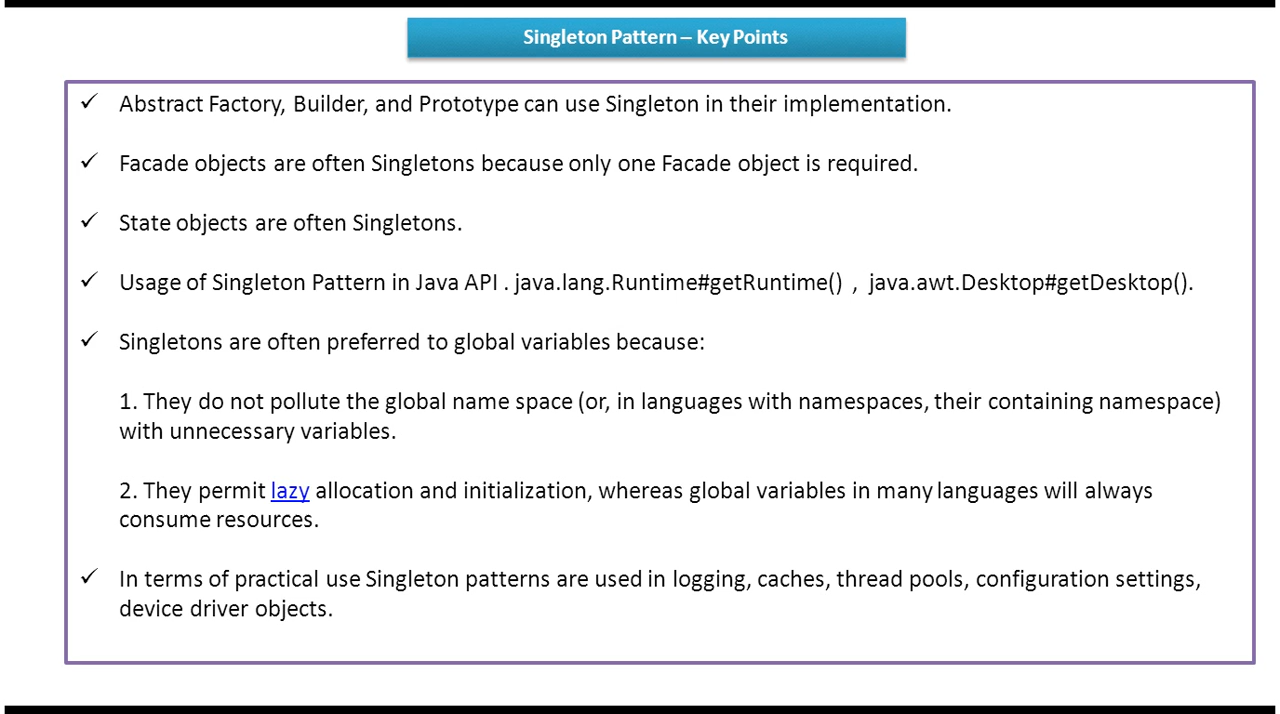 Singleton Pattern – Key Points
✓ Abstract Factory, Builder, and Prototype can use Singleton in their implementation.
✓ Facade objects are often Singletons because only one Facade object is required.
✓ State objects are often Singletons.
✓ Usage of Singleton Pattern in Java API . java.lang.Runtime#getRuntime() , java.awt.Desktop#getDesktop().
✓ Singletons are often preferred to global variables because:
1. They do not pollute the global name space (or, in languages with namespaces, their containing namespace)
with unnecessary variables.
2. They permit lazy allocation and initialization, whereas global variables in many languages will always
consume resources.
✓ In terms of practical use Singleton patterns are used in logging, caches, thread pools, configuration settings,
device driver objects.